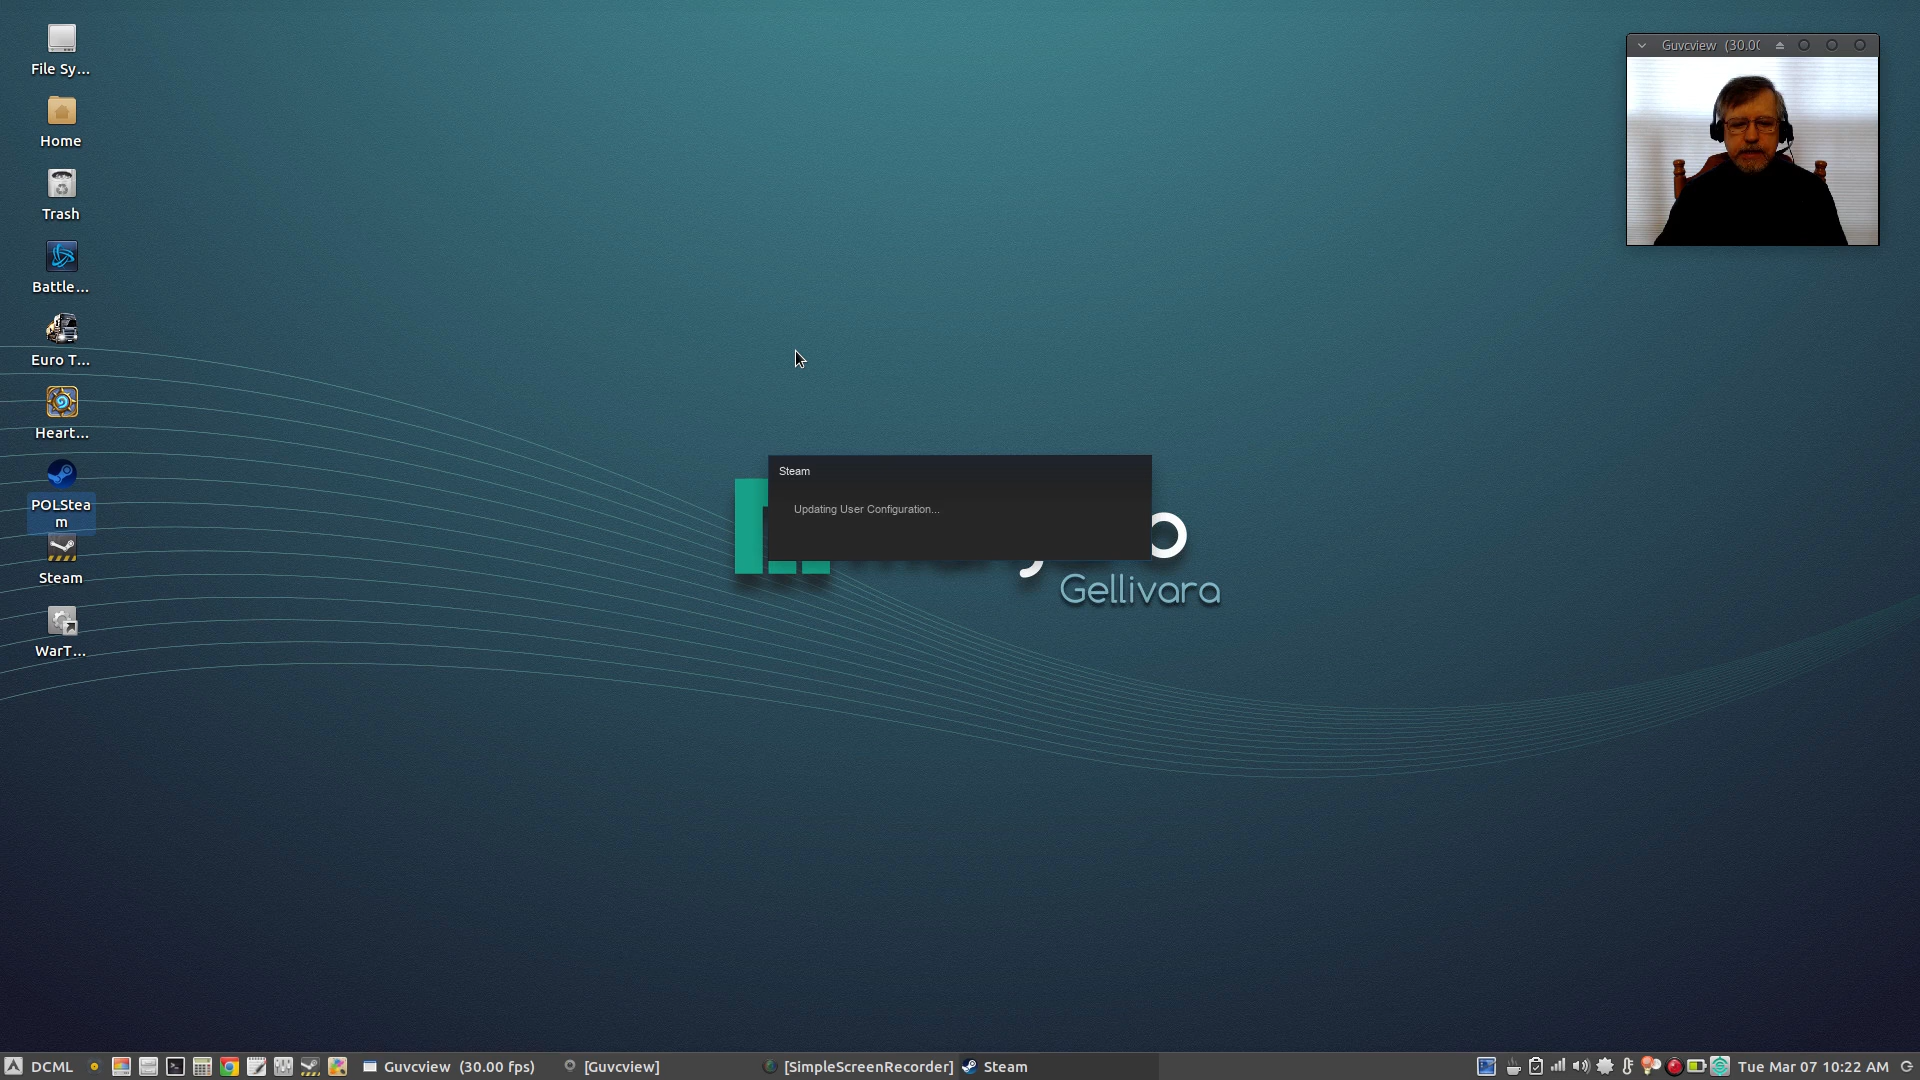 File Sy...
Home
Trash
Battle...
Euro T...
Heart...
POLStea
m
Steam
WarT...
Guvcview (30.0
Steam
Updating User Configuration...
Gellivara
DCML
Guvcview (30.00 fps)
[Guvcview]
[SimpleScreenRecorder]
Steam
Tue Mar 07 10:22 AM